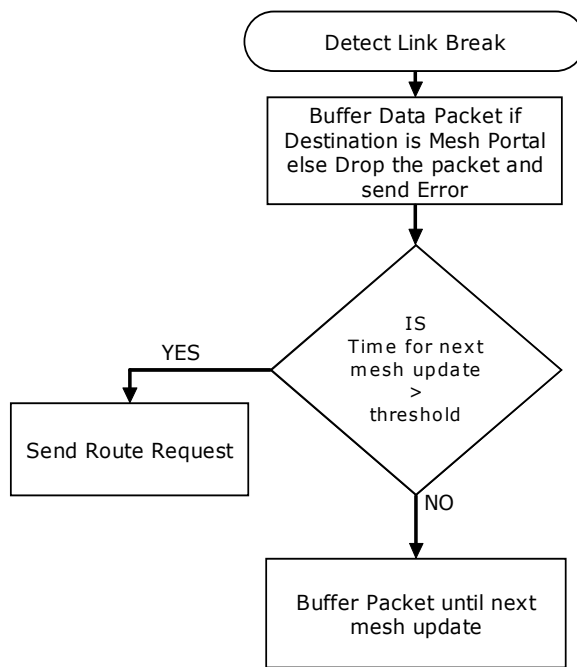 Detect Link Break
Buffer Data Packet if
Destination is Mesh Portal
else Drop the packet and
send Error
IS
Time for next
mesh update
>
threshold
YES
Send Route Request
NO
Buffer Packet until next
mesh update